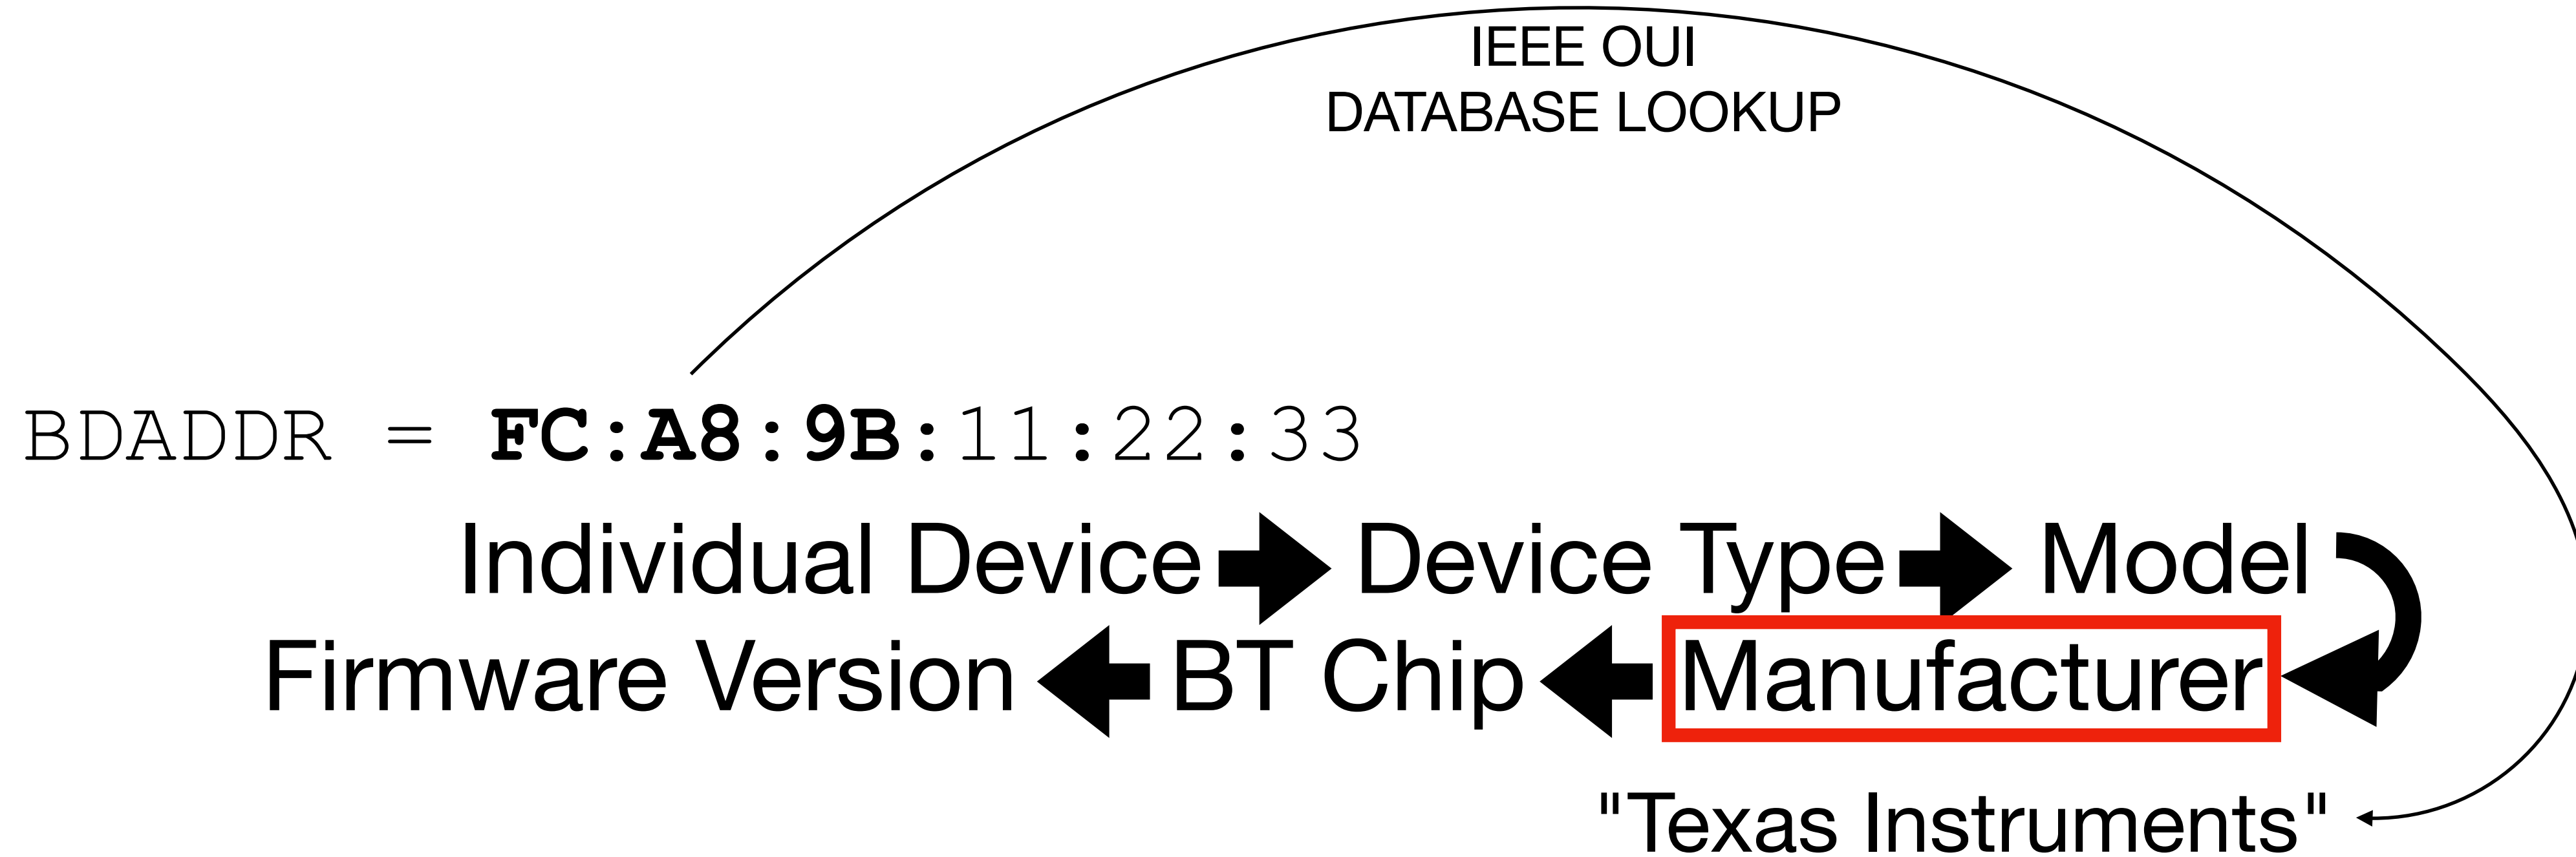 IEEE OUI
DATABASE LOOKUP
BDADDR = FC:A8:9B:11:22:33
Individual Device Device Type Model
Firmware Version BT Chip Manufacturer
"Texas Instruments"